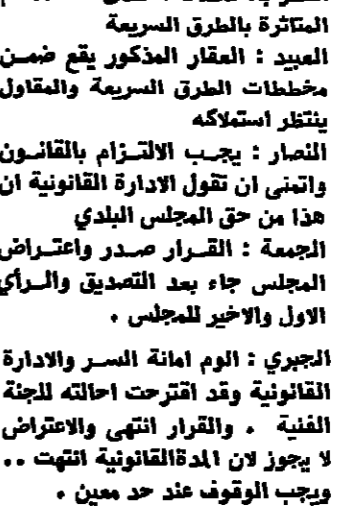 المتاثرة بالطرق السريعة
العبيد : العقار المذكور يقع ضمن
مخططات الطرق السريعة والمقاول
ينتظر استملاكه
النصار : يجب الالتزام بالقانون
واتمنى ان تقول الادارة القانونية ان
هذا من حق المجلس البلدي
الجمعة : القرار صدر واعتراض
المجلس جاء بعد التصديق والرأي
الاول والاخير للمجلس .
الجبري : الوم امانة السر والادارة
القانونية وقد اقترحت احالته للجنة
الفنية . والقرار انتهى والاعتراض
لا يجوز لان المدةالقانونية انتهت ..
ويجب الوقوف عند حد معين .